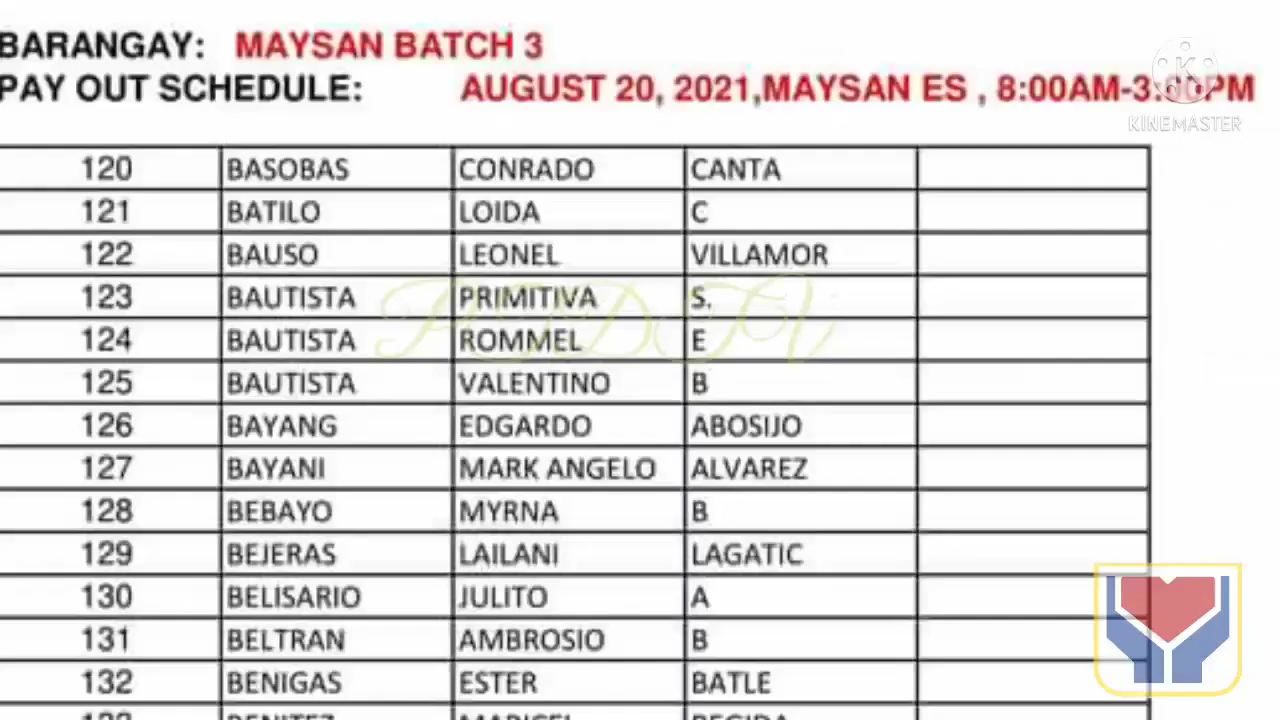 BARANGAY: MAYSAN BATCH 3
PAY OUT SCHEDULE: AUGUST 20, 2021,MAYSAN ES , 8:00AM-3:00PM
KINEMASTER
120 BASOBAS CONRADO CANTA
121 BATILO LOIDA C
122 BAUSO LEONEL VILLAMOR
123 BAUTISTA PRIMITIVA S.
124 BAUTISTA ROMMEL E
125 BAUTISTA VALENTINO B
126 BAYANG EDGARDO ABOSIJO
127 BAYANI MARK ANGELO ALVAREZ
128 BEBAYO MYRNA B
129 BEJERAS LAILANI LAGATIC
130 BELISARIO JULITO A
131 BELTRAN AMBROSIO B
132 BENIGAS ESTER BATLE